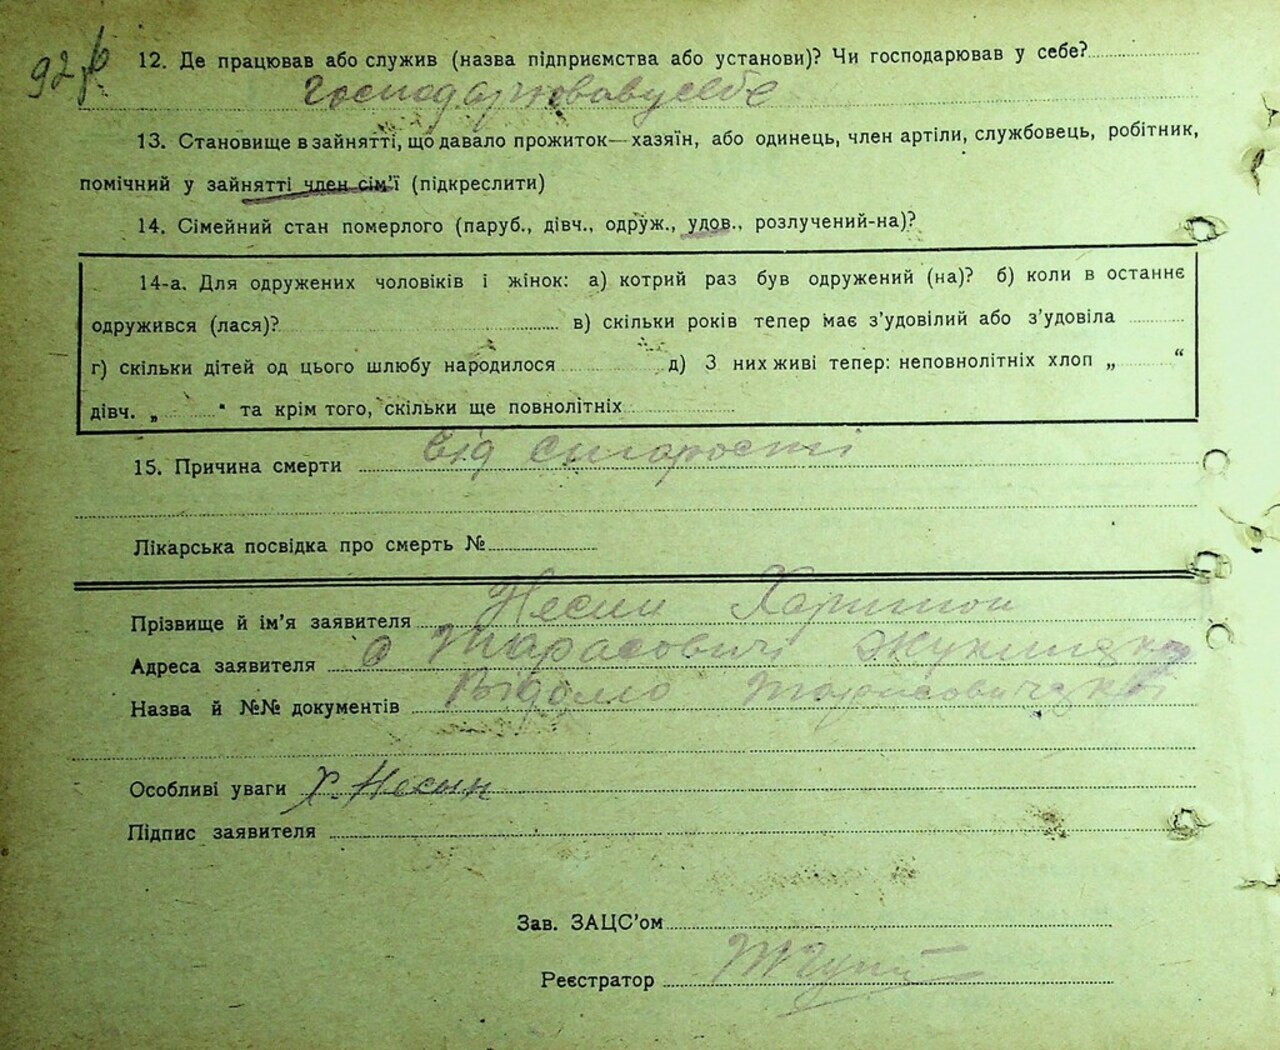 92
12. Де працював або служив (назва підприємства або установи)? Чи господарював у себе?
Господарювавусебе
13. Становище в зайнятті, що давало прожиток—хазяїн, або одинець, член артіли, службовець, робітник,
помічний у зайнятті член сім'ї (підкреслити)
14. Сімейний стан померлого (паруб., дівч., одруж., удов., розлучений-на)?
14-а. Для одружених чоловіків і жінок: а) котрий раз був одружений (на)? б) коли в останнє
одружився (лася)? в) скільки років тепер має з'удовілий або з'удовіла
г) скільки дітей од цього шлюбу народилося д) З них живі тепер: неповнолітніх хлоп „ “
дівч. „ “ та крім того, скільки ще повнолітніх
15. Причина смерти від старости
Лікарська посвідка про смерть №
Прізвище й ім'я заявителя Несин Харитон
Адреса заявителя с Тарасовичі
Назва й №№ документів Відомо
Особливі уваги Х. Несын
Підпис заявителя
Зав. ЗАЦС'ом
Реєстратор